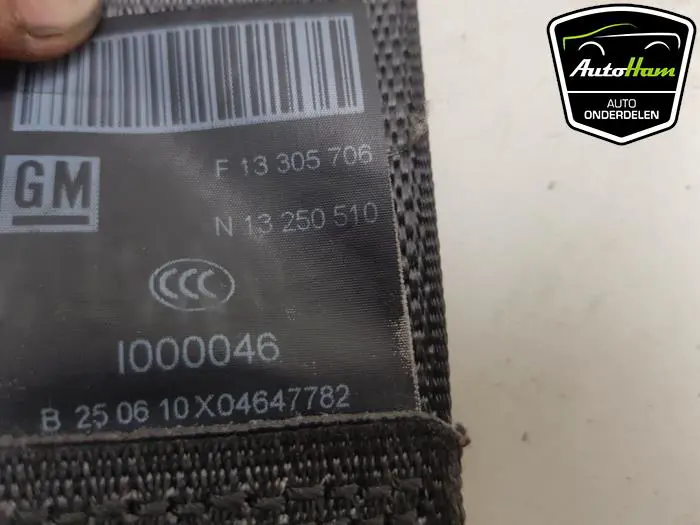 AutoHam
AUTO
ONDERDELEN
F 13 305 706
GM
N 13 250 510
CCC
I000046
B 25 06 10X04647782